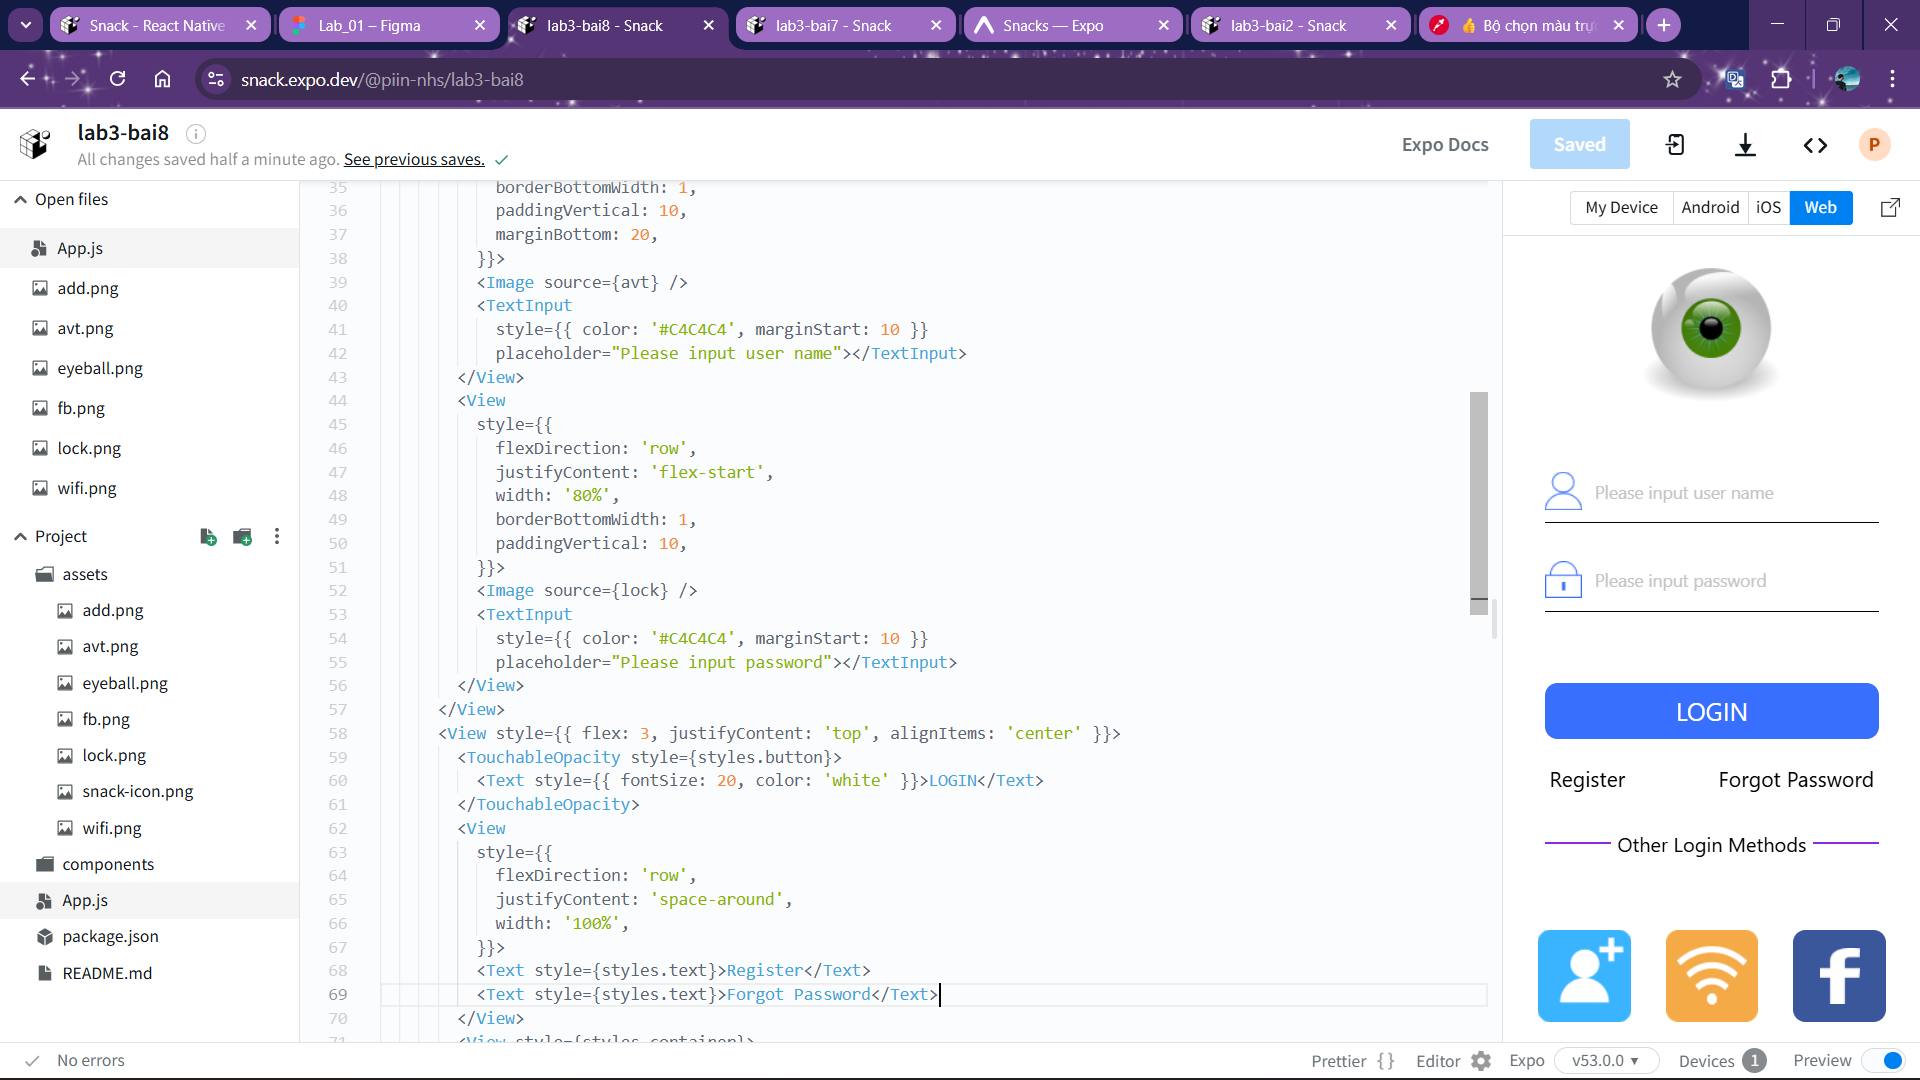 Snack - React Native
Lab_01 – Figma
lab3-bai8 - Snack
lab3-bai7 - Snack
Snacks — Expo
lab3-bai2 - Snack
👍 Bộ chọn màu trự
snack.expo.dev/@piin-nhs/lab3-bai8
lab3-bai8
All changes saved half a minute ago. See previous saves.
Expo Docs
Saved
P
Open files
App.js
add.png
avt.png
eyeball.png
fb.png
lock.png
wifi.png
Project
assets
add.png
avt.png
eyeball.png
fb.png
lock.png
snack-icon.png
wifi.png
components
App.js
package.json
README.md
35 borderBottomWidth: 1,
36 paddingVertical: 10,
37 marginBottom: 20,
38 }}>
39 <Image source={avt} />
40 <TextInput
41 style={{ color: '#C4C4C4', marginStart: 10 }}
42 placeholder="Please input user name"></TextInput>
43 </View>
44 <View
45 style={{
46 flexDirection: 'row',
47 justifyContent: 'flex-start',
48 width: '80%',
49 borderBottomWidth: 1,
50 paddingVertical: 10,
51 }}>
52 <Image source={lock} />
53 <TextInput
54 style={{ color: '#C4C4C4', marginStart: 10 }}
55 placeholder="Please input password"></TextInput>
56 </View>
57 </View>
58 <View style={{ flex: 3, justifyContent: 'top', alignItems: 'center' }}>
59 <TouchableOpacity style={styles.button}>
60 <Text style={{ fontSize: 20, color: 'white' }}>LOGIN</Text>
61 </TouchableOpacity>
62 <View
63 style={{
64 flexDirection: 'row',
65 justifyContent: 'space-around',
66 width: '100%',
67 }}>
68 <Text style={styles.text}>Register</Text>
69 <Text style={styles.text}>Forgot Password</Text>
70 </View>
71 <View style={styles.container}>
My Device
Android
iOS
Web
Please input user name
Please input password
LOGIN
Register
Forgot Password
Other Login Methods
No errors
Prettier { }
Editor
Expo
v53.0.0
Devices 1
Preview